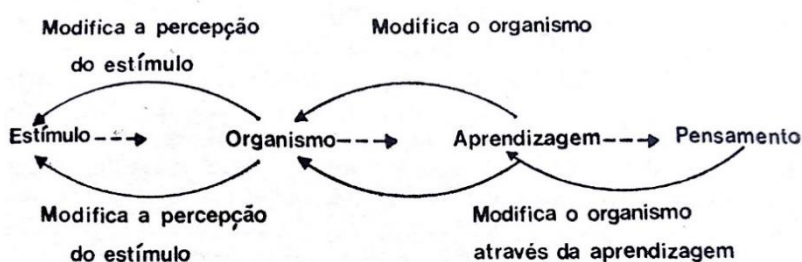 Modifica a percepção
do estímulo
Modifica o organismo
Estímulo
Organismo
Aprendizagem
Pensamento
Modifica a percepção
do estímulo
Modifica o organismo
através da aprendizagem